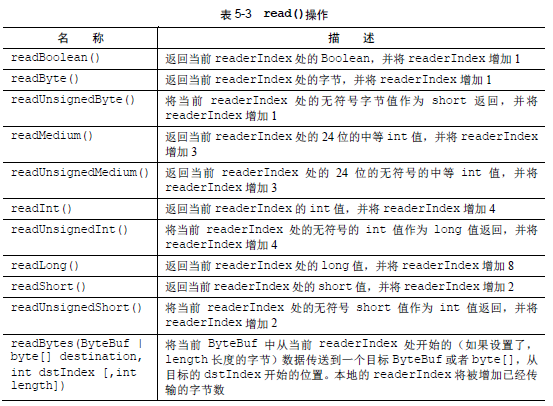 表 5-3 read()操作
名 称 描 述
readBoolean() 返回当前 readerIndex 处的 Boolean，并将 readerIndex 增加 1
readByte() 返回当前 readerIndex 处的字节，并将 readerIndex 增加 1
readUnsignedByte() 将当前 readerIndex 处的无符号字节值作为 short 返回，并将
readerIndex 增加 1
readMedium() 返回当前 readerIndex 处的 24 位的中等 int 值，并将 readerIndex
增加 3
readUnsignedMedium() 返回当前 readerIndex 处的 24 位的无符号的中等 int 值，并将
readerIndex 增加 3
readInt() 返回当前 readerIndex 的 int 值，并将 readerIndex 增加 4
readUnsignedInt() 将当前 readerIndex 处的无符号的 int 值作为 long 值返回，并将
readerIndex 增加 4
readLong() 返回当前 readerIndex 处的 long 值，并将 readerIndex 增加 8
readShort() 返回当前 readerIndex 处的 short 值，并将 readerIndex 增加 2
readUnsignedShort() 将当前 readerIndex 处的无符号 short 值作为 int 值返回，并将
readerIndex 增加 2
readBytes(ByteBuf | 将当前 ByteBuf 中从当前 readerIndex 处开始的（如果设置了，
byte[] destination, length 长度的字节）数据传送到一个目标 ByteBuf 或者 byte[]，从
int dstIndex [,int 目标的 dstIndex 开始的位置。本地的 readerIndex 将被增加已经传
length]) 输的字节数